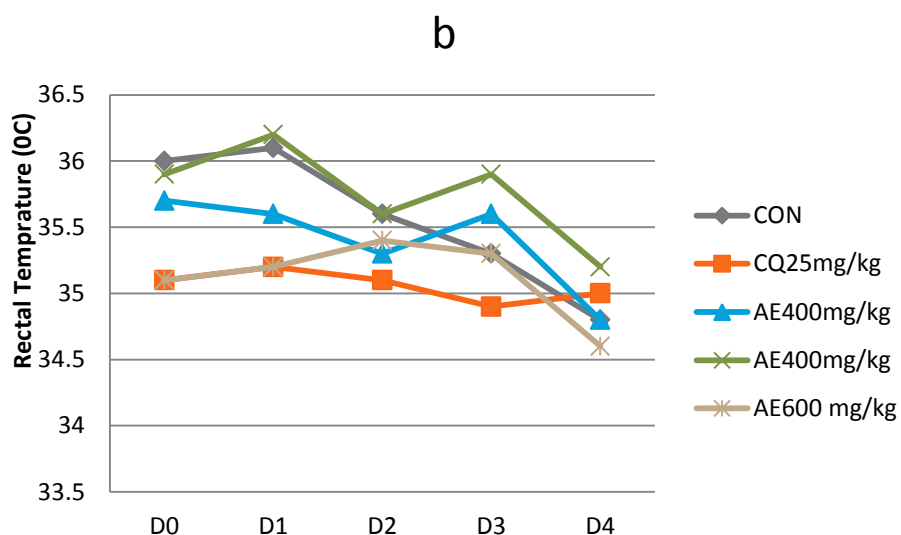 b
Rectal Temprature (0C)
36.5
36
35.5
35
34.5
34
33.5
D0 D1 D2 D3 D4
CON
CQ25mg/kg
AE400mg/kg
AE400mg/kg
AE600 mg/kg